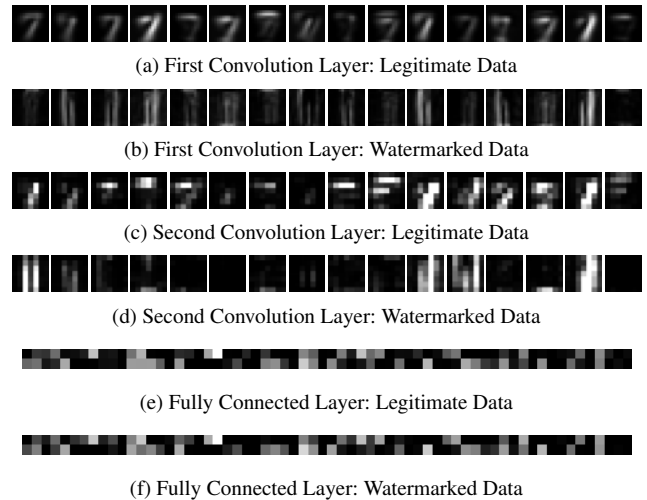 (a) First Convolution Layer: Legitimate Data
(b) First Convolution Layer: Watermarked Data
(c) Second Convolution Layer: Legitimate Data
(d) Second Convolution Layer: Watermarked Data
(e) Fully Connected Layer: Legitimate Data
(f) Fully Connected Layer: Watermarked Data